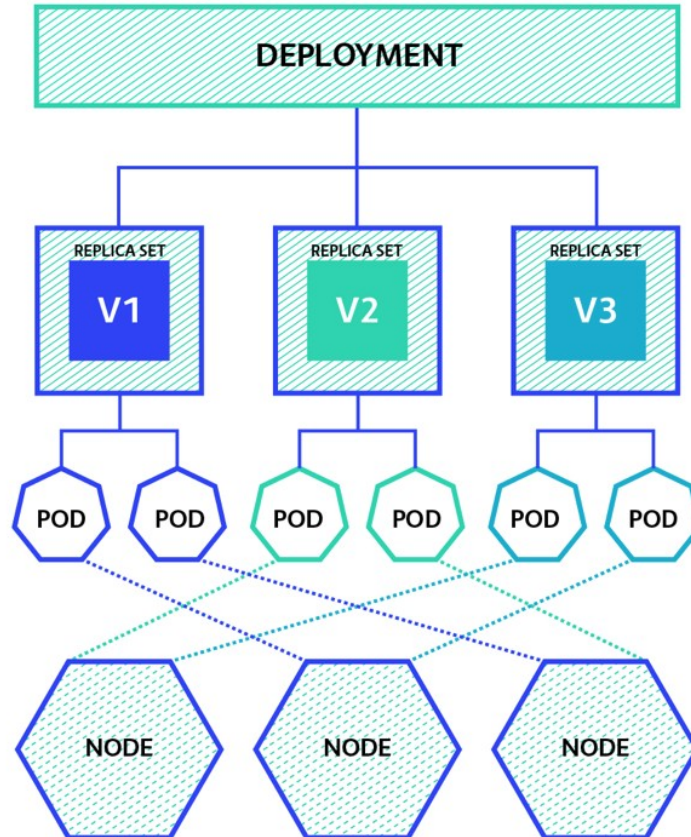 DEPLOYMENT
REPLICA SET
REPLICA SET
REPLICA SET
V1
V2
V3
POD
POD
POD
POD
POD
POD
NODE
NODE
NODE